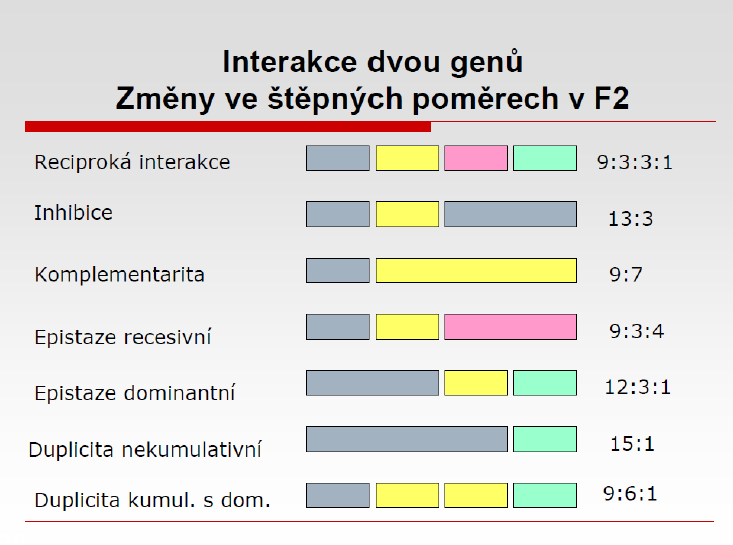 Interakce dvou genů
Změny ve štěpných poměrech v F2
Reciproká interakce 9:3:3:1
Inhibice 13:3
Komplementarita 9:7
Epistaze recesivní 9:3:4
Epistaze dominantní 12:3:1
Duplicita nekumulativní 15:1
Duplicita kumul. s dom. 9:6:1